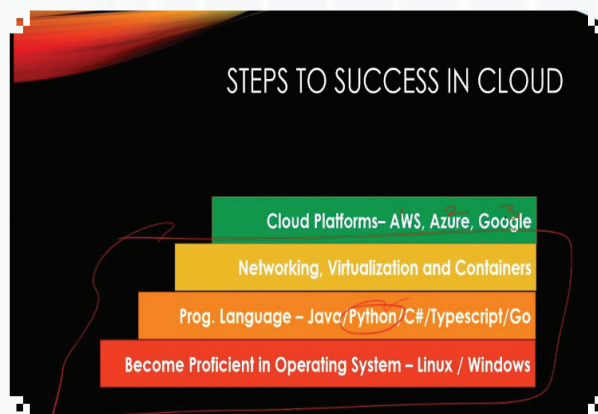 STEPS TO SUCCESS IN CLOUD
Cloud Platforms– AWS, Azure, Google
Networking, Virtualization and Containers
Prog. Language – Java/Python/C#/Typescript/Go
Become Proficient in Operating System – Linux / Windows